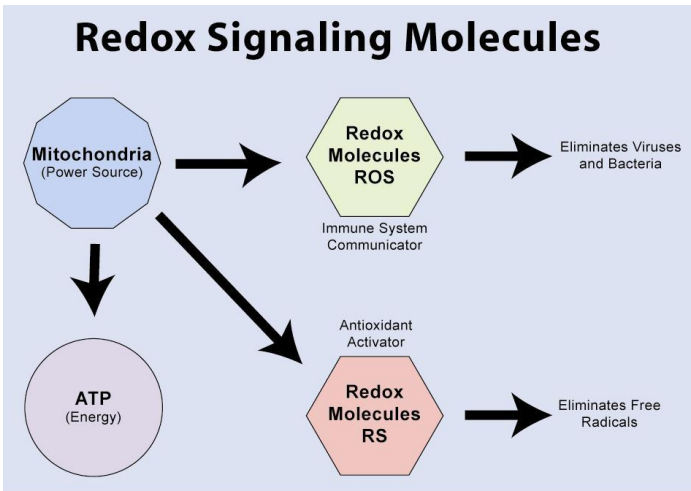 Redox Signaling Molecules
Mitochondria
(Power Source)
Redox
Molecules
ROS
Immune System
Communicator
Eliminates Viruses
and Bacteria
ATP
(Energy)
Antioxidant
Activator
Redox
Molecules
RS
Eliminates Free
Radicals